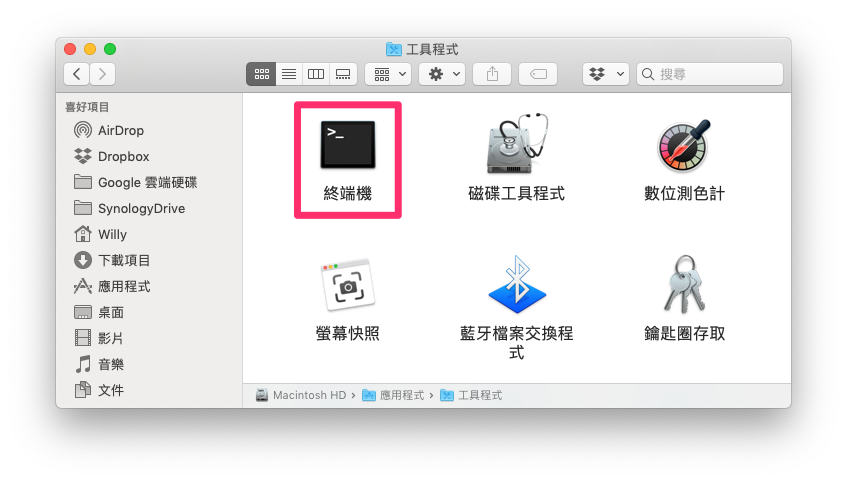 工具程式
搜尋
喜好項目
AirDrop
Dropbox
Google 雲端硬碟
SynologyDrive
Willy
下載項目
應用程式
桌面
影片
音樂
文件
>_
終端機
磁碟工具程式
數位測色計
螢幕快照
藍牙檔案交換程
式
鑰匙圈存取
Macintosh HD › 應用程式 › 工具程式